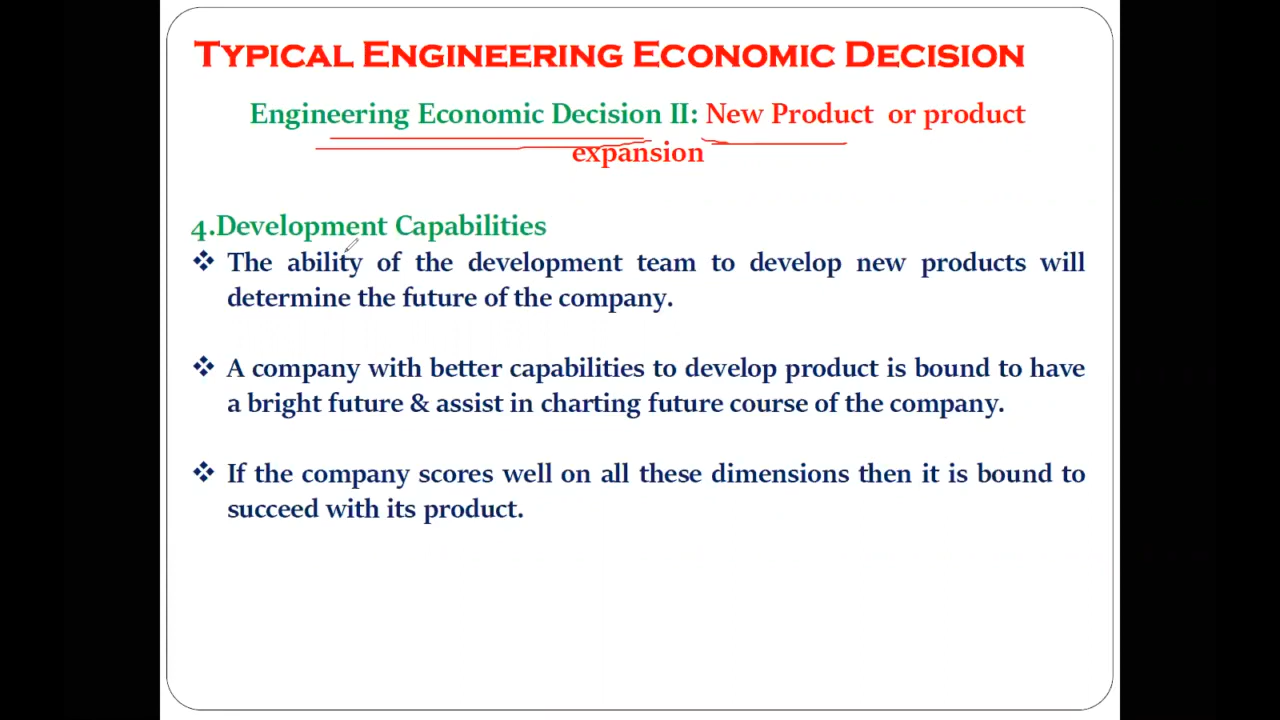 TYPICAL ENGINEERING ECONOMIC DECISION
Engineering Economic Decision II: New Product or product
expansion
4.Development Capabilities
❖ The ability of the development team to develop new products will
determine the future of the company.
❖ A company with better capabilities to develop product is bound to have
a bright future & assist in charting future course of the company.
❖ If the company scores well on all these dimensions then it is bound to
succeed with its product.